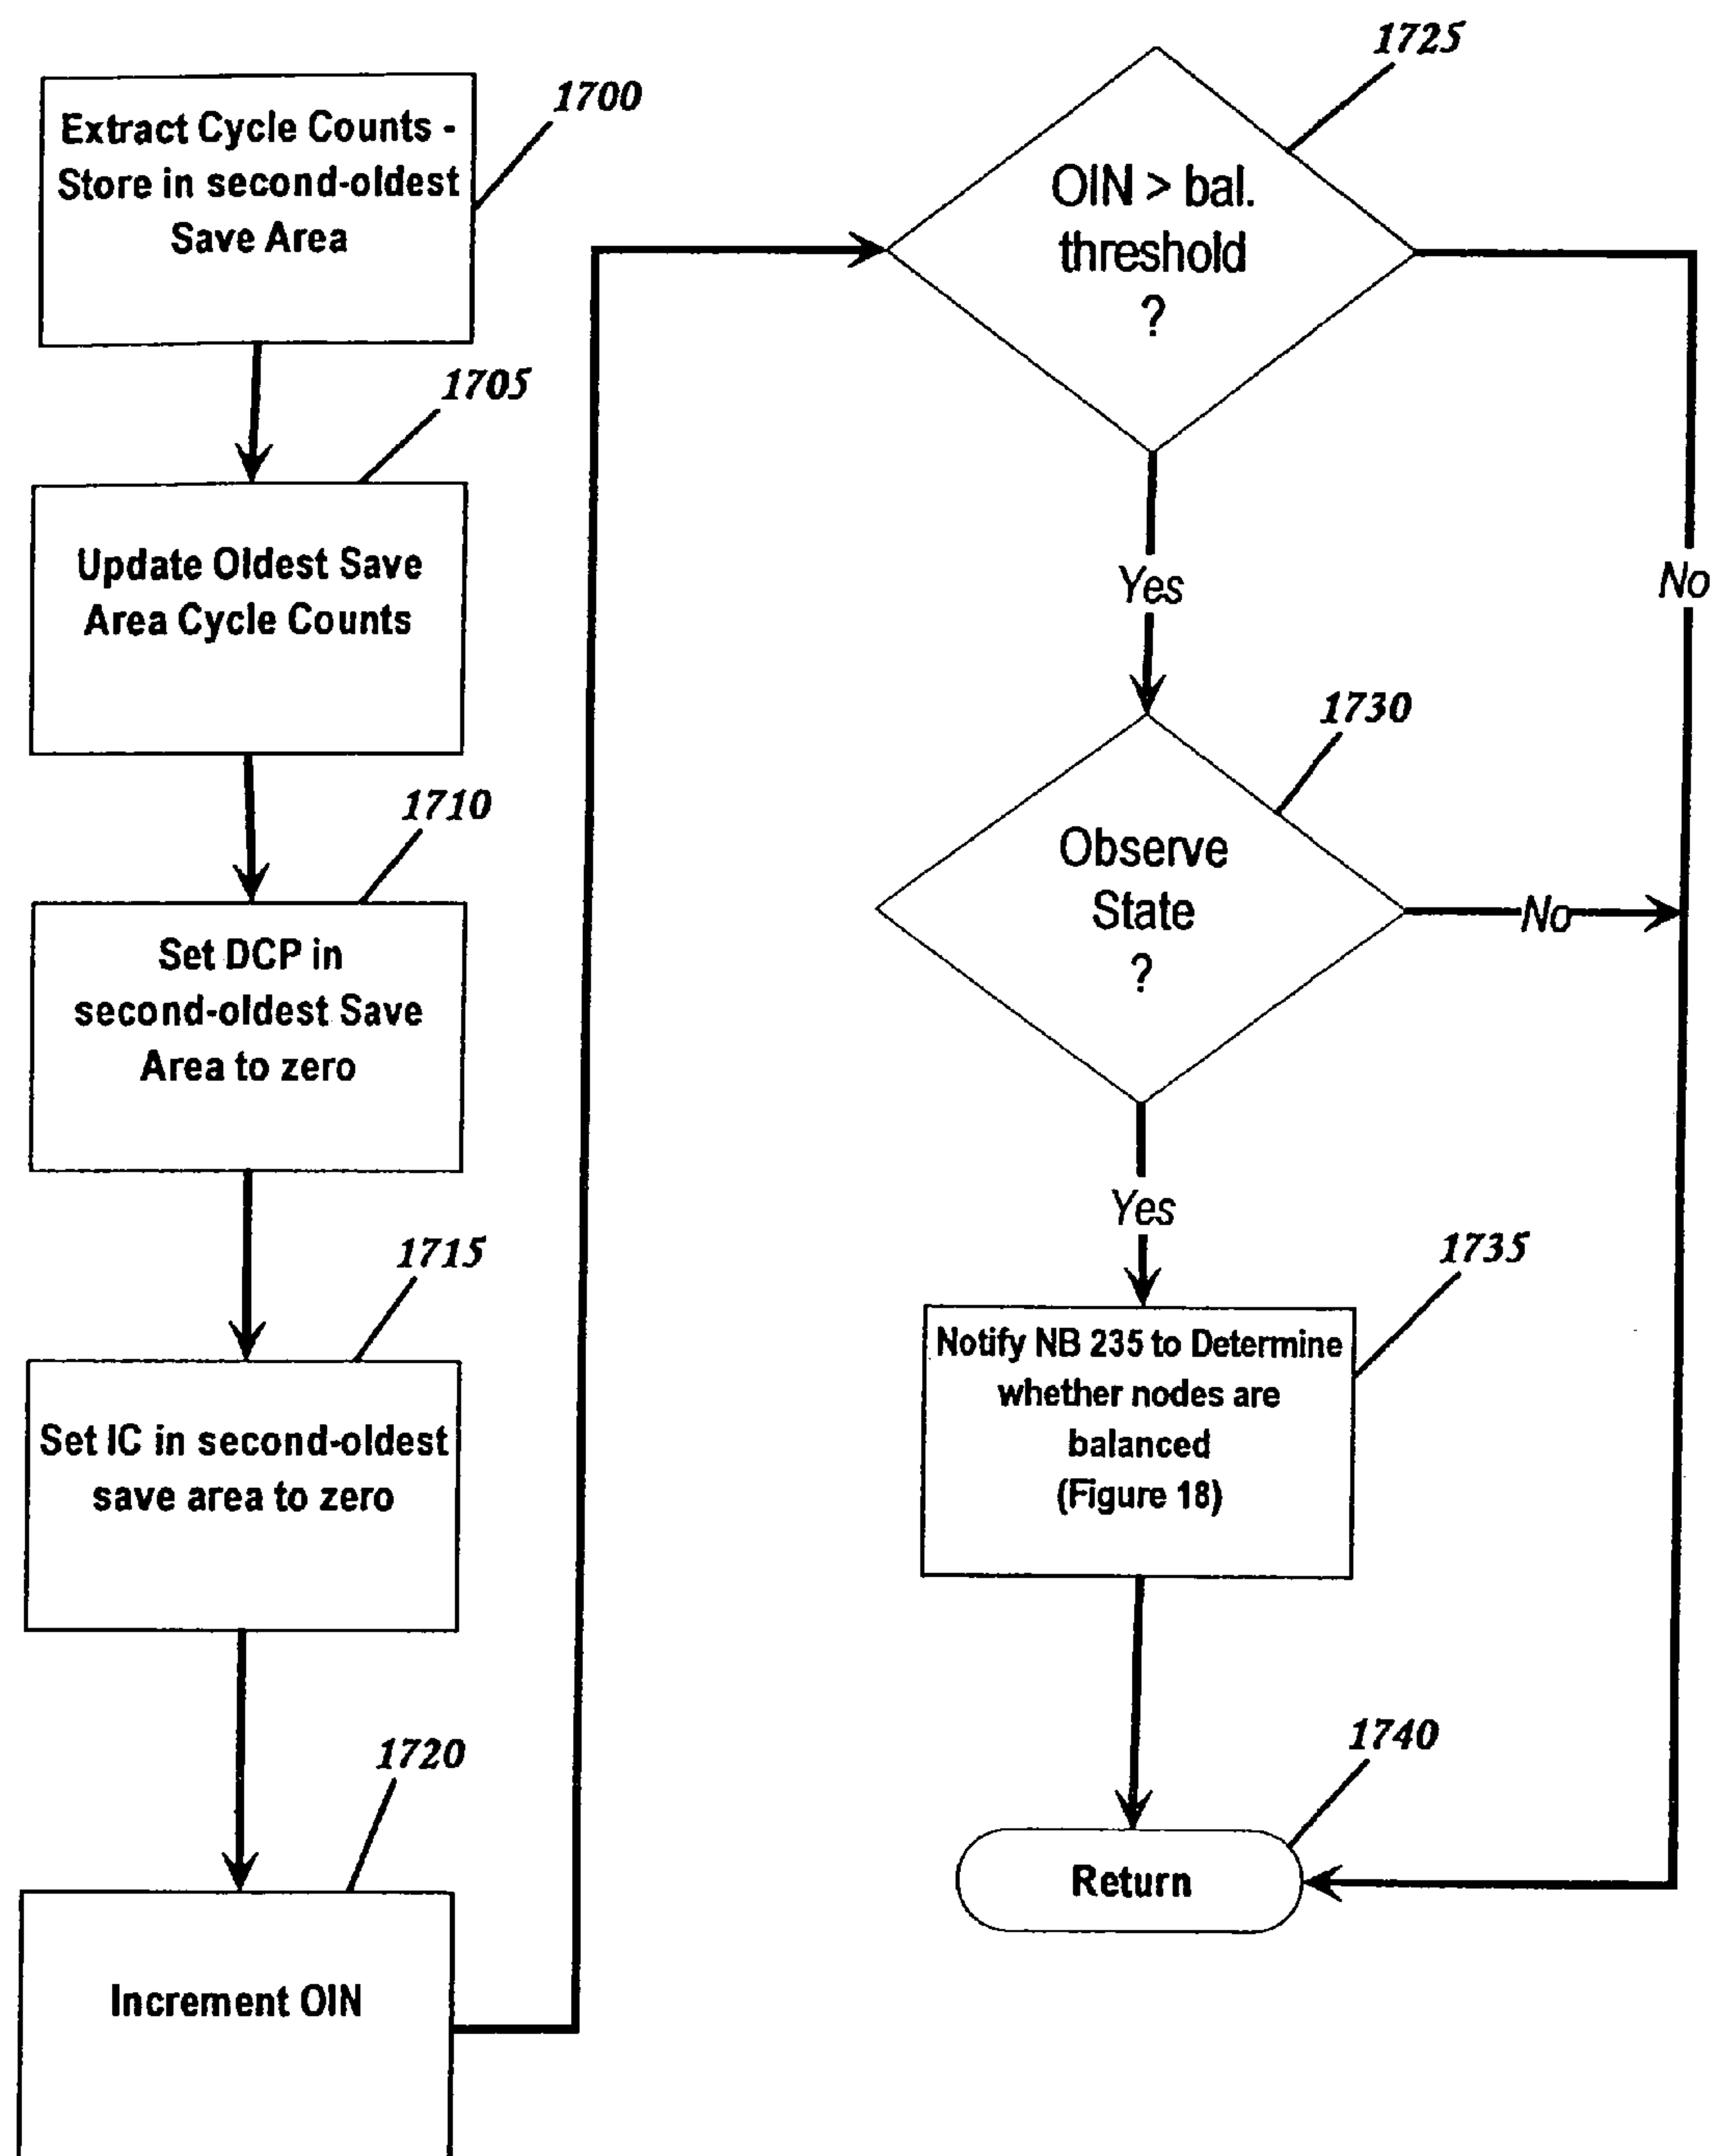 1700
Extract Cycle Counts -
Store in second-oldest
Save Area
1705
Update Oldest Save
Area Cycle Counts
1710
Set DCP in
second-oldest Save
Area to zero
1715
Set IC in second-oldest
save area to zero
1720
Increment OIN
1725
OIN > bal.
threshold
?
Yes
No
1730
Observe
State
?
No
Yes
1735
Notify NB 235 to Determine
whether nodes are
balanced
(Figure 18)
1740
Return